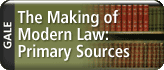 GALE
The Making of
Modern Law:
Primary Sources